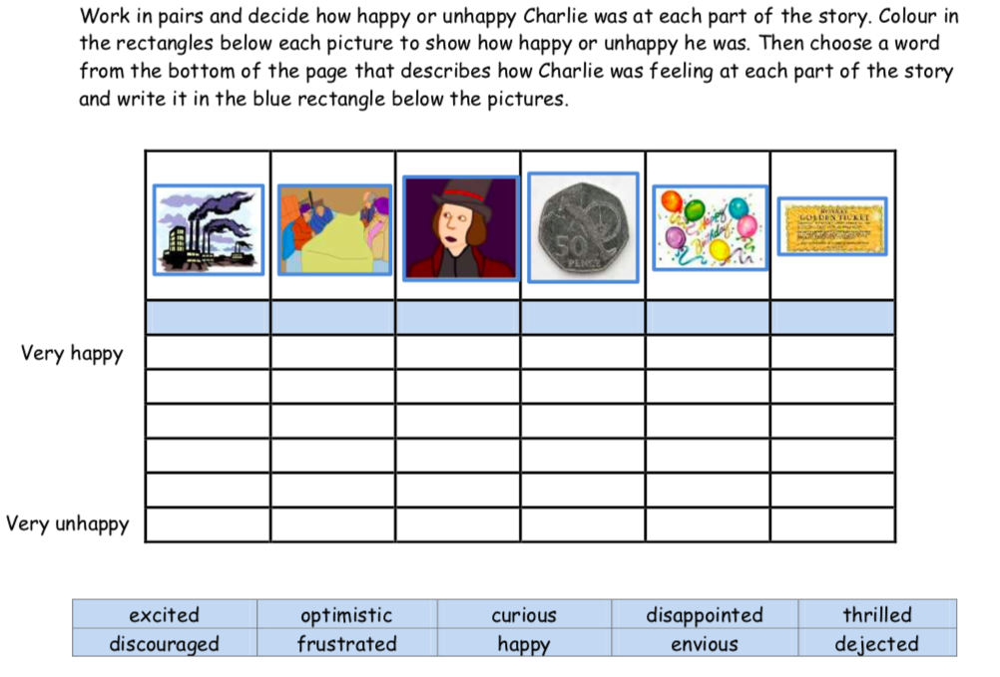 Work in pairs and decide how happy or unhappy Charlie was at each part of the story. Colour in
the rectangles below each picture to show how happy or unhappy he was. Then choose a word
from the bottom of the page that describes how Charlie was feeling at each part of the story
and write it in the blue rectangle below the pictures.
50
PENCE
Happy
Birthday
GOLDEN TICKET
Very happy
Very unhappy
excited optimistic curious disappointed thrilled
discouraged frustrated happy envious dejected